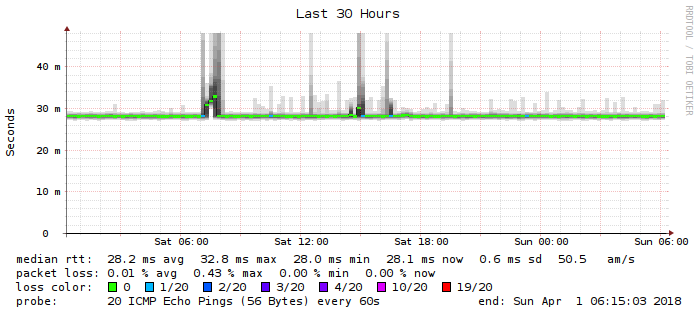 Last 30 Hours
RRDTOOL / TOBI OETIKER
Seconds
40 m
30 m
20 m
10 m
0
Sat 06:00 Sat 12:00 Sat 18:00 Sun 00:00 Sun 06:00
median rtt: 28.2 ms avg 32.8 ms max 28.0 ms min 28.1 ms now 0.6 ms sd 50.5 am/s
packet loss: 0.01 % avg 0.43 % max 0.00 % min 0.00 % now
loss color: 0 1/20 2/20 3/20 4/20 10/20 19/20
probe: 20 ICMP Echo Pings (56 Bytes) every 60s end: Sun Apr 1 06:15:03 2018